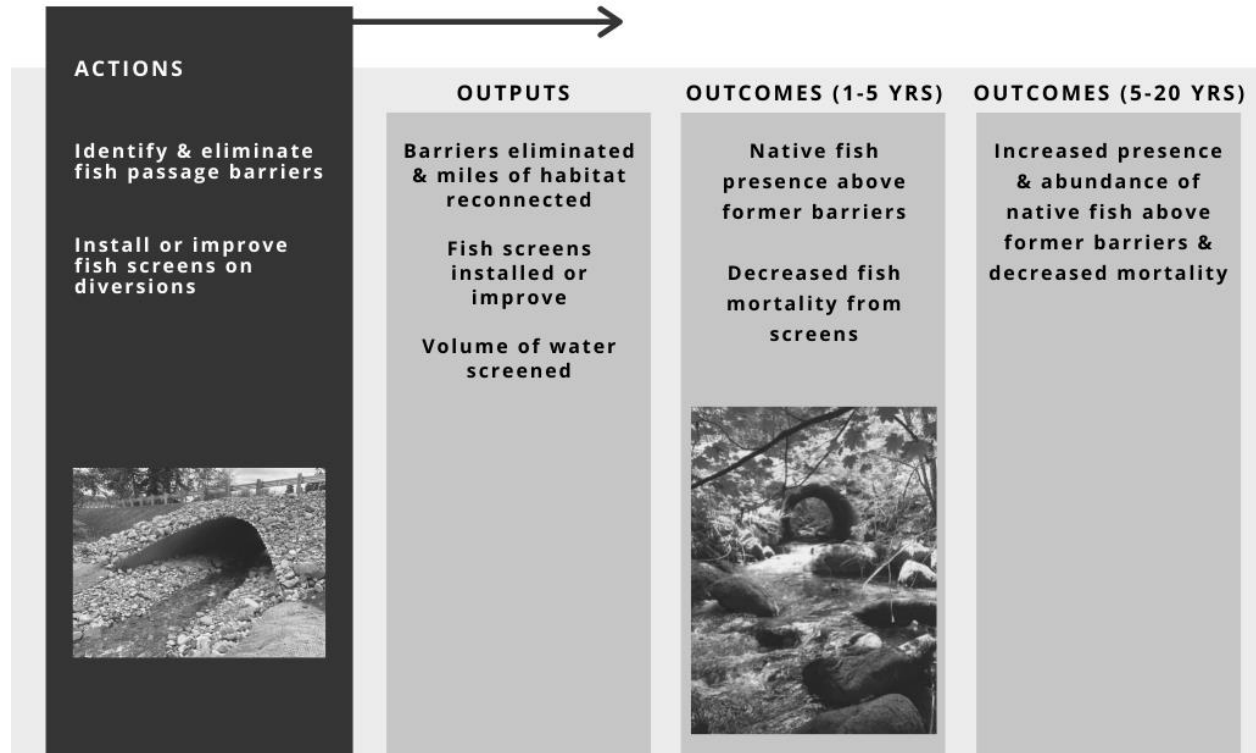 ACTIONS
Identify & eliminate
fish passage barriers
Install or improve
fish screens on
diversions
OUTPUTS
Barriers eliminated
& miles of habitat
reconnected
Fish screens
installed or
improve
Volume of water
screened
OUTCOMES (1-5 YRS)
Native fish
presence above
former barriers
Decreased fish
mortality from
screens
OUTCOMES (5-20 YRS)
Increased presence
& abundance of
native fish above
former barriers &
decreased mortality